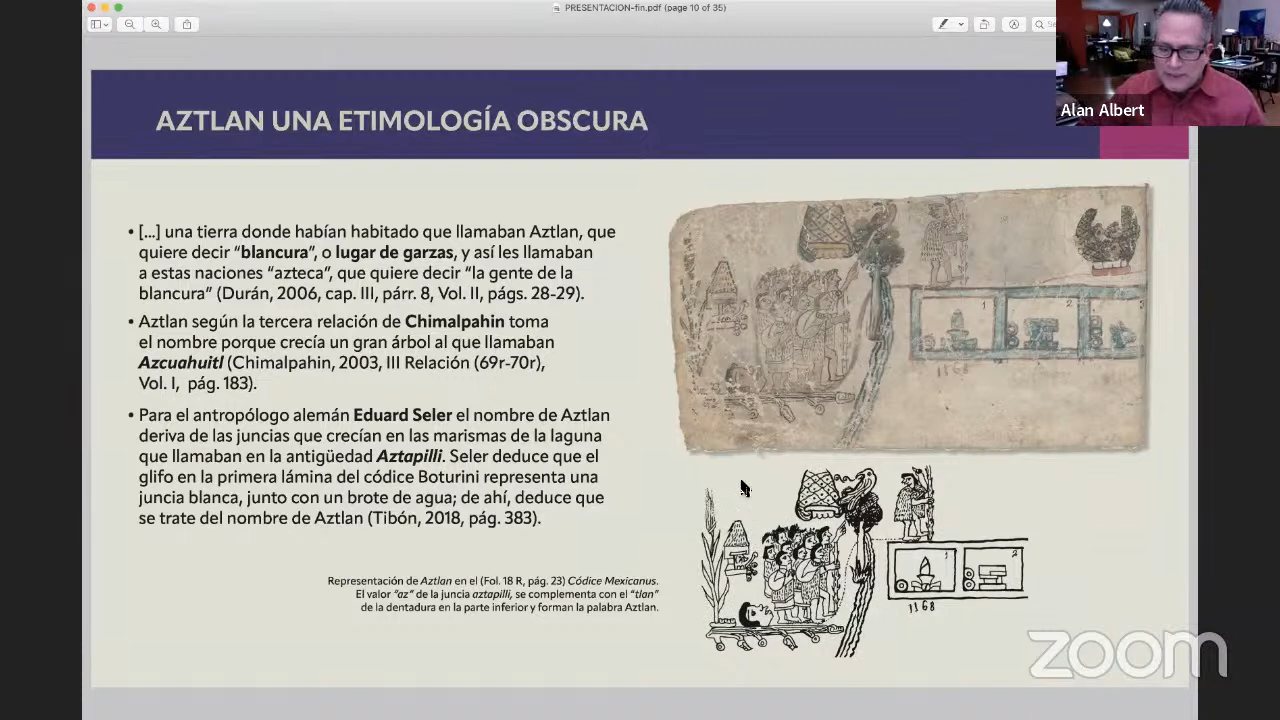 PRESENTACION-fin.pdf (page 10 of 35)
Alan Albert
AZTLAN UNA ETIMOLOGÍA OBSCURA
• [...] una tierra donde habían habitado que llamaban Aztlan, que
quiere decir “blancura”, o lugar de garzas, y así les llamaban
a estas naciones “azteca”, que quiere decir “la gente de la
blancura” (Durán, 2006, cap. III, párr. 8, Vol. II, págs. 28-29).
• Aztlan según la tercera relación de Chimalpahin toma
el nombre porque crecía un gran árbol al que llamaban
Azcuahuitl (Chimalpahin, 2003, III Relación (69r-70r),
Vol. I, pág. 183).
• Para el antropólogo alemán Eduard Seler el nombre de Aztlan
deriva de las juncias que crecían en las marismas de la laguna
que llamaban en la antigüedad Aztapilli. Seler deduce que el
glifo en la primera lámina del códice Boturini representa una
juncia blanca, junto con un brote de agua; de ahí, deduce que
se trate del nombre de Aztlan (Tibón, 2018, pág. 383).
Representación de Aztlan en el (Fol. 18 R, pág. 23) Códice Mexicanus.
El valor “az” de la juncia aztapilli, se complementa con el “tlan”
de la dentadura en la parte inferior y forman la palabra Aztlan.
1 2
1168
1 2
1168
zoom